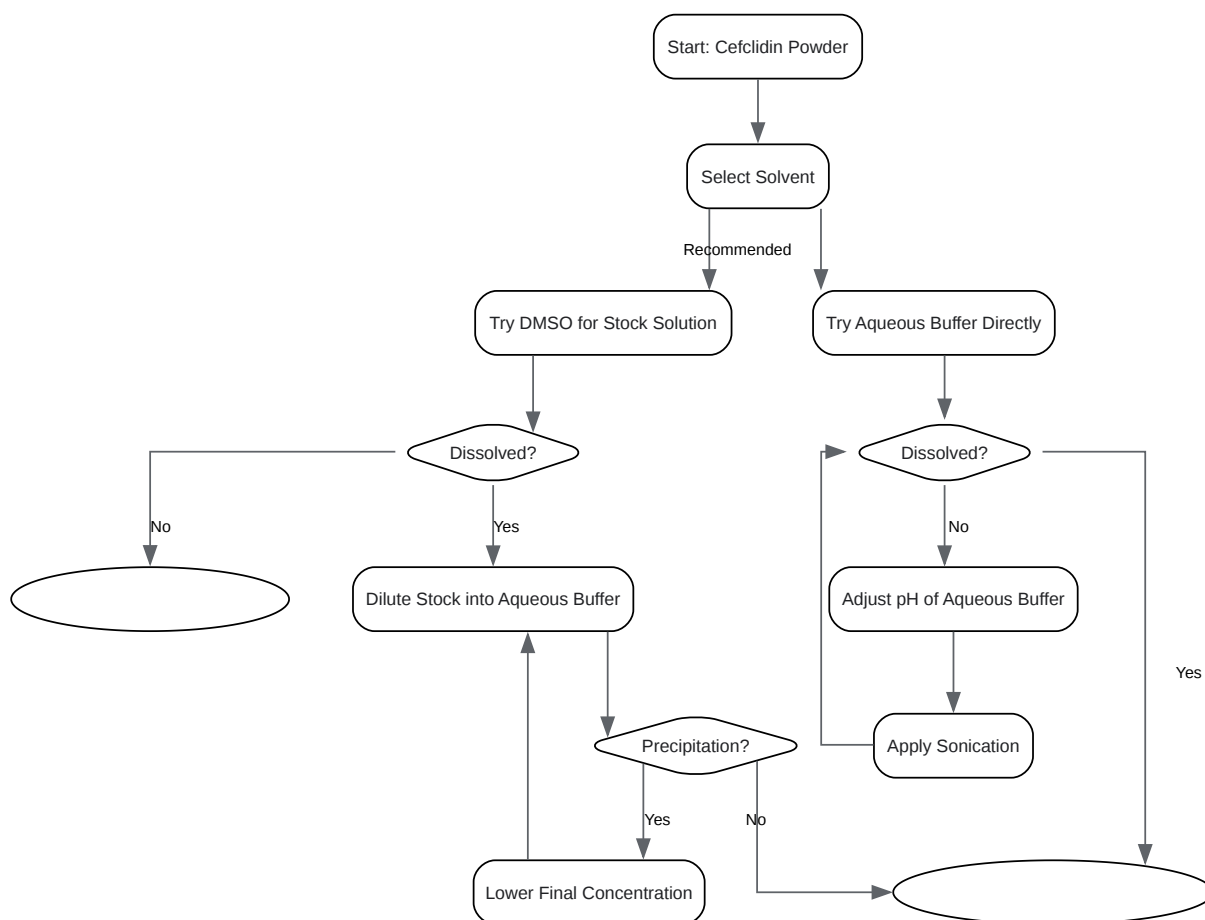 Start: Cefclidin Powder
Select Solvent
Recommended
Try DMSO for Stock Solution
Try Aqueous Buffer Directly
Dissolved?
Dissolved?
No
Yes
No
Dilute Stock into Aqueous Buffer
Adjust pH of Aqueous Buffer
Yes
Precipitation?
Apply Sonication
Yes
No
Lower Final Concentration